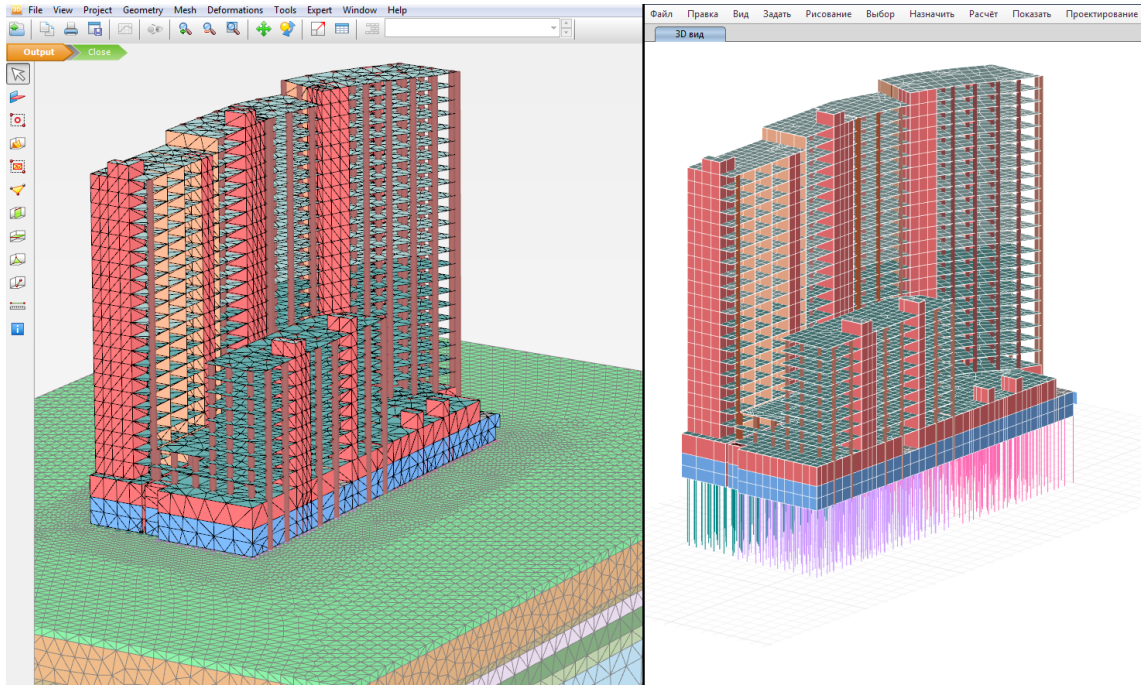 File View Project Geometry Mesh Deformations Tools Expert Window Help
Output Close
Файл Правка Вид Задать Рисование Выбор Назначить Расчёт Показать Проектирование
3D вид